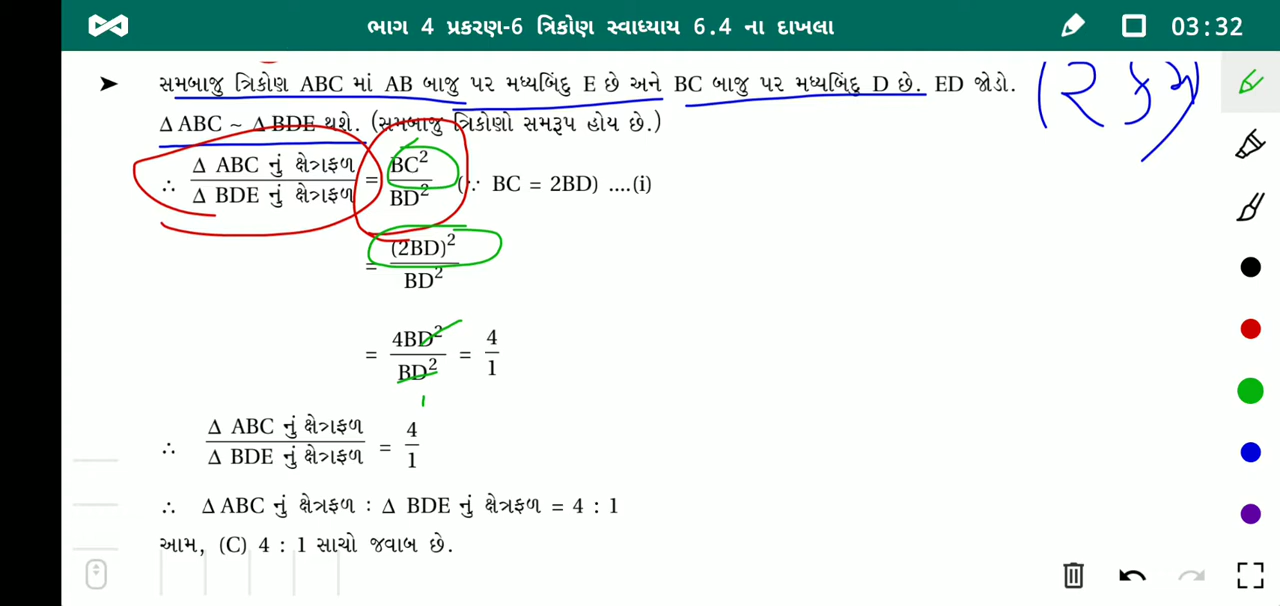 ભાગ 4 પ્રકરણ-6 ત્રિકોણ સ્વાધ્યાય 6.4 ના દાખલા
03:32
➤ સમબાજુ ત્રિકોણ ABC માં AB બાજુ પર મધ્યબિંદુ E છે અને BC બાજુ પર મધ્યબિંદુ D છે. ED જોડો.
(૨
Δ ABC ~ Δ BDE થશે. (સમબાજુ ત્રિકોણો સમરૂપ હોય છે.)
∴ Δ ABC નું ક્ષેત્રફળ / Δ BDE નું ક્ષેત્રફળ = BC² / BD² (∵ BC = 2BD) ....(i)
= (2BD)² / BD²
= 4BD² / BD² = 4 / 1
1
∴ Δ ABC નું ક્ષેત્રફળ / Δ BDE નું ક્ષેત્રફળ = 4 / 1
∴ Δ ABC નું ક્ષેત્રફળ : Δ BDE નું ક્ષેત્રફળ = 4 : 1
આમ, (C) 4 : 1 સાચો જવાબ છે.